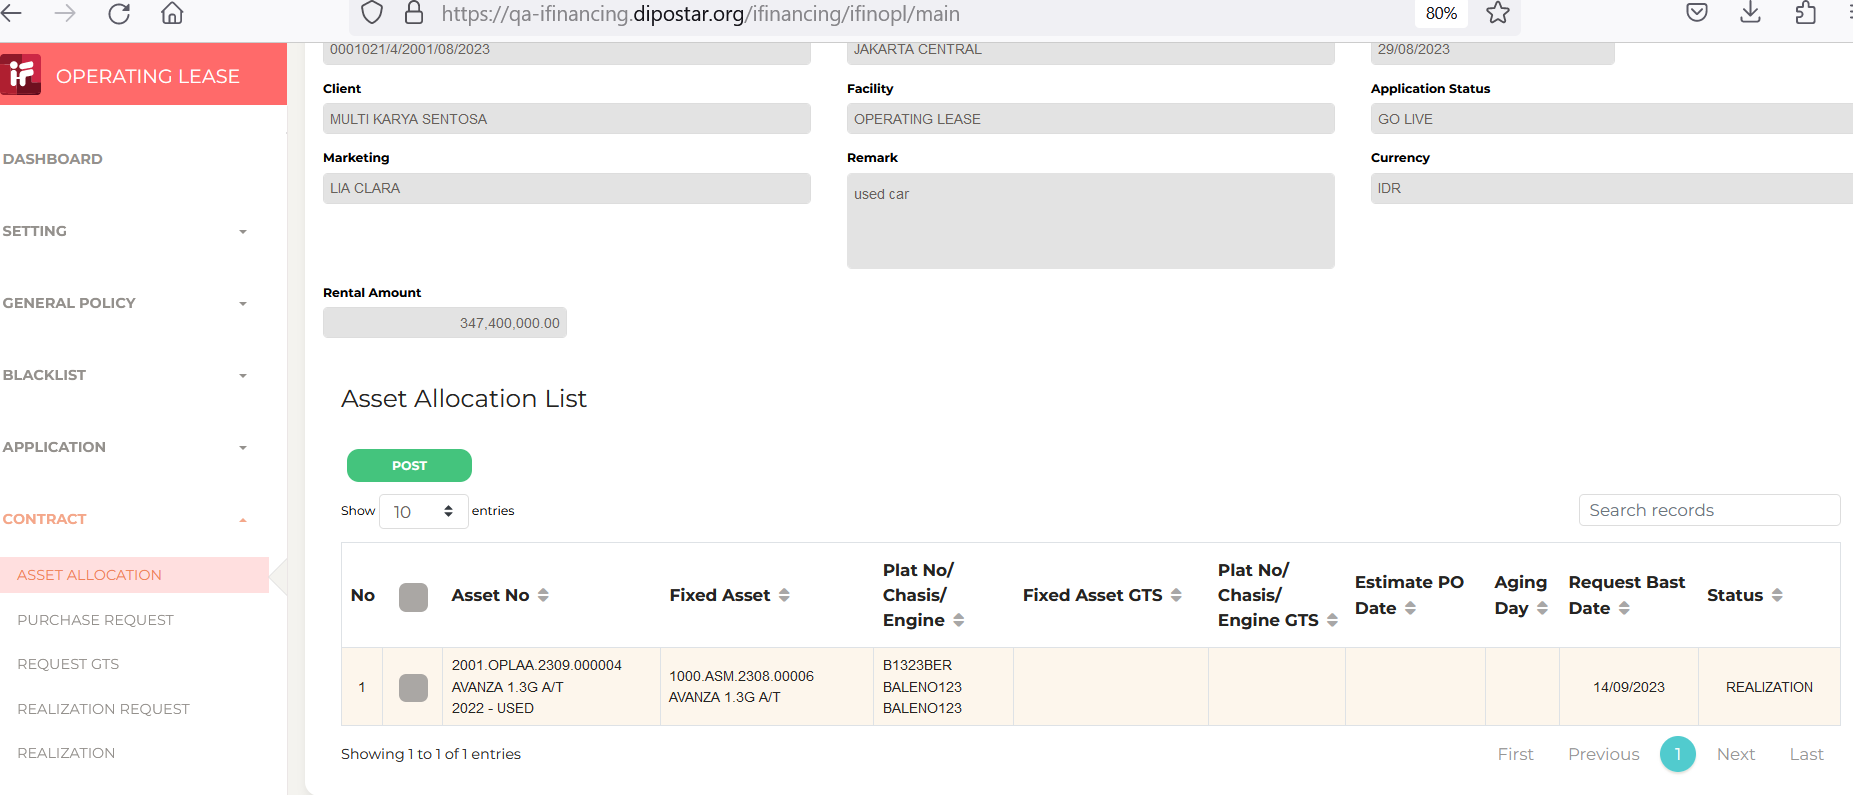 https://qa-ifinancing.dipostar.org/ifinancing/ifinopl/main
80%
iF OPERATING LEASE
DASHBOARD
SETTING
GENERAL POLICY
BLACKLIST
APPLICATION
CONTRACT
ASSET ALLOCATION
PURCHASE REQUEST
REQUEST GTS
REALIZATION REQUEST
REALIZATION
0001021/4/2001/08/2023
JAKARTA CENTRAL
29/08/2023
Client
Facility
Application Status
MULTI KARYA SENTOSA
OPERATING LEASE
GO LIVE
Marketing
Remark
Currency
LIA CLARA
used car
IDR
Rental Amount
347,400,000.00
Asset Allocation List
POST
Show 10 entries
Search records
No
Asset No
Fixed Asset
Plat No/
Chasis/
Engine
Fixed Asset GTS
Plat No/
Chasis/
Engine GTS
Estimate PO
Date
Aging
Day
Request Bast
Date
Status
1
2001.OPLAA.2309.000004
AVANZA 1.3G A/T
2022 - USED
1000.ASM.2308.00006
AVANZA 1.3G A/T
B1323BER
BALENO123
BALENO123
14/09/2023
REALIZATION
Showing 1 to 1 of 1 entries
First Previous 1 Next Last